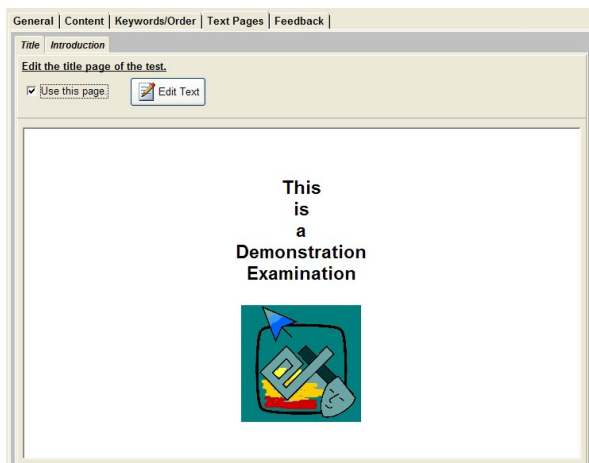 General | Content | Keywords/Order | Text Pages | Feedback |
Title Introduction
Edit the title page of the test.
Use this page.
Edit Text
This
is
a
Demonstration
Examination